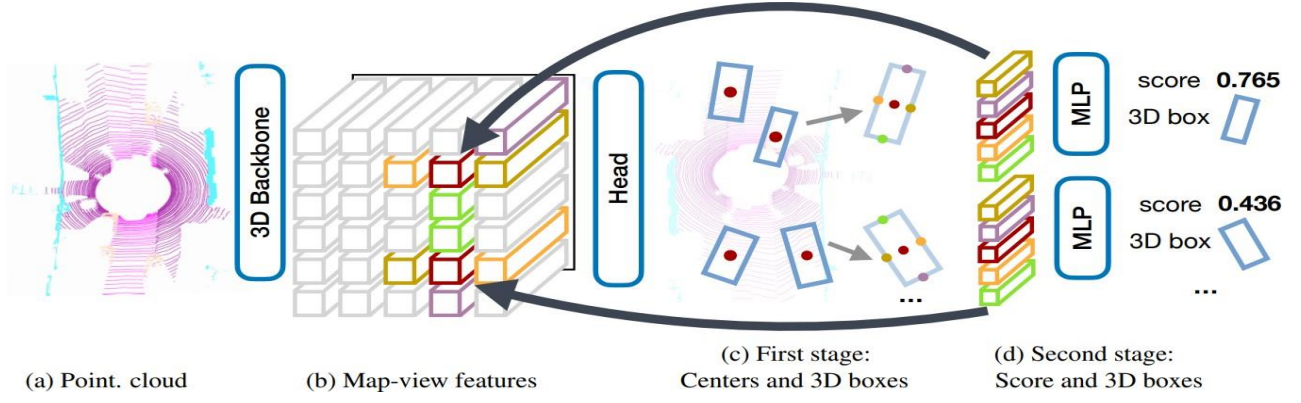 3D Backbone
Head
MLP
score 0.765
3D box
MLP
score 0.436
3D box
...
...
(a) Point. cloud
(b) Map-view features
(c) First stage:
Centers and 3D boxes
(d) Second stage:
Score and 3D boxes